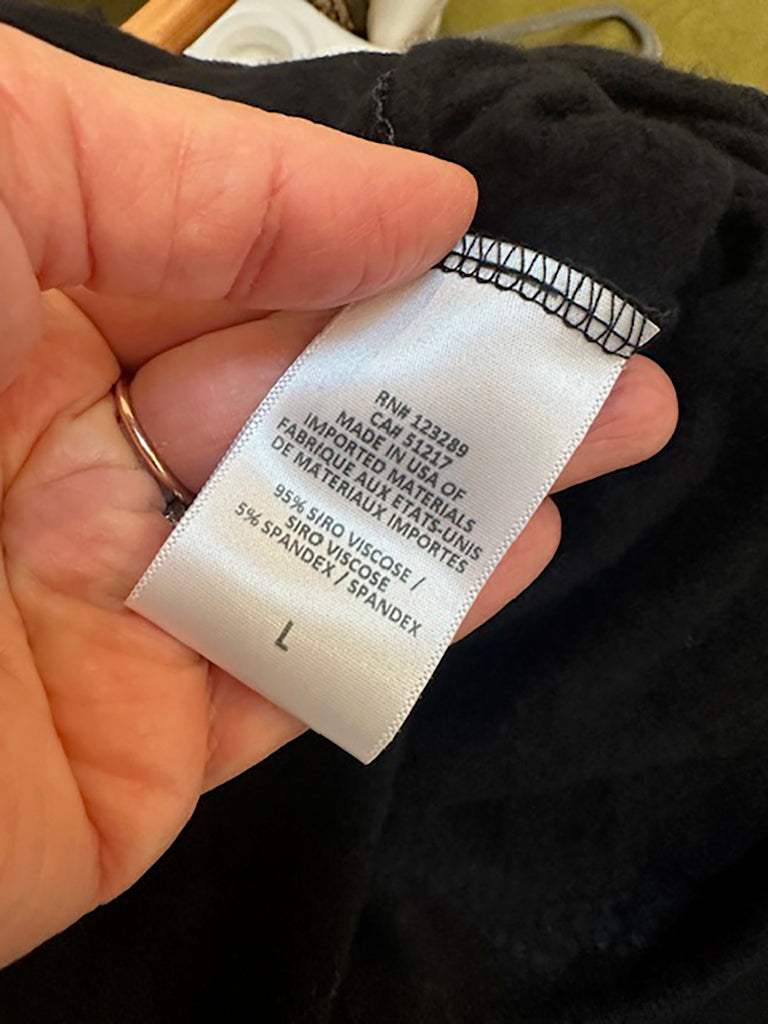 RN# 123289
CA# 51217
MADE IN USA OF
IMPORTED MATERIALS
FABRIQUE AUX ETATS-UNIS
DE MATERIAUX IMPORTES
95% SIRO VISCOSE /
SIRO VISCOSE
5% SPANDEX / SPANDEX
L